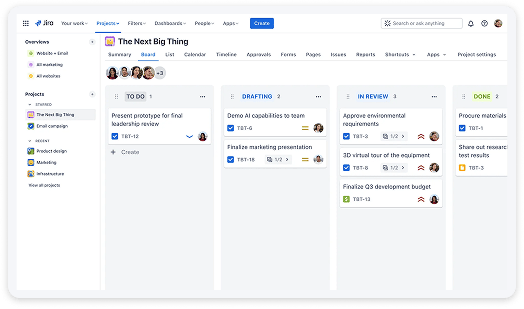 Jira
Your work
Projects
Filters
Dashboards
People
Apps
Create
Search or ask anything
Overviews
Website + Email
All marketing
All websites
Projects
STARRED
The Next Big Thing
Email campaign
RECENT
Product design
Marketing
Infrastructure
View all projects
The Next Big Thing
Summary
Board
List
Calendar
Timeline
Approvals
Forms
Pages
Issues
Reports
Shortcuts
Apps
Project settings
+3
TO DO 1
Present prototype for final
leadership review
TBT-12
+ Create
DRAFTING 2
Demo AI capabilities to team
TBT-6
Finalize marketing presentation
TBT-16 1/2
IN REVIEW 3
Approve environmental
requirements
TBT-3 1/2
3D virtual tour of the equipment
TBT-8 1/2
Finalize Q3 development budget
TBT-13
DONE 2
Procure materials
TBT-1
Share out researc
test results
TBT-3